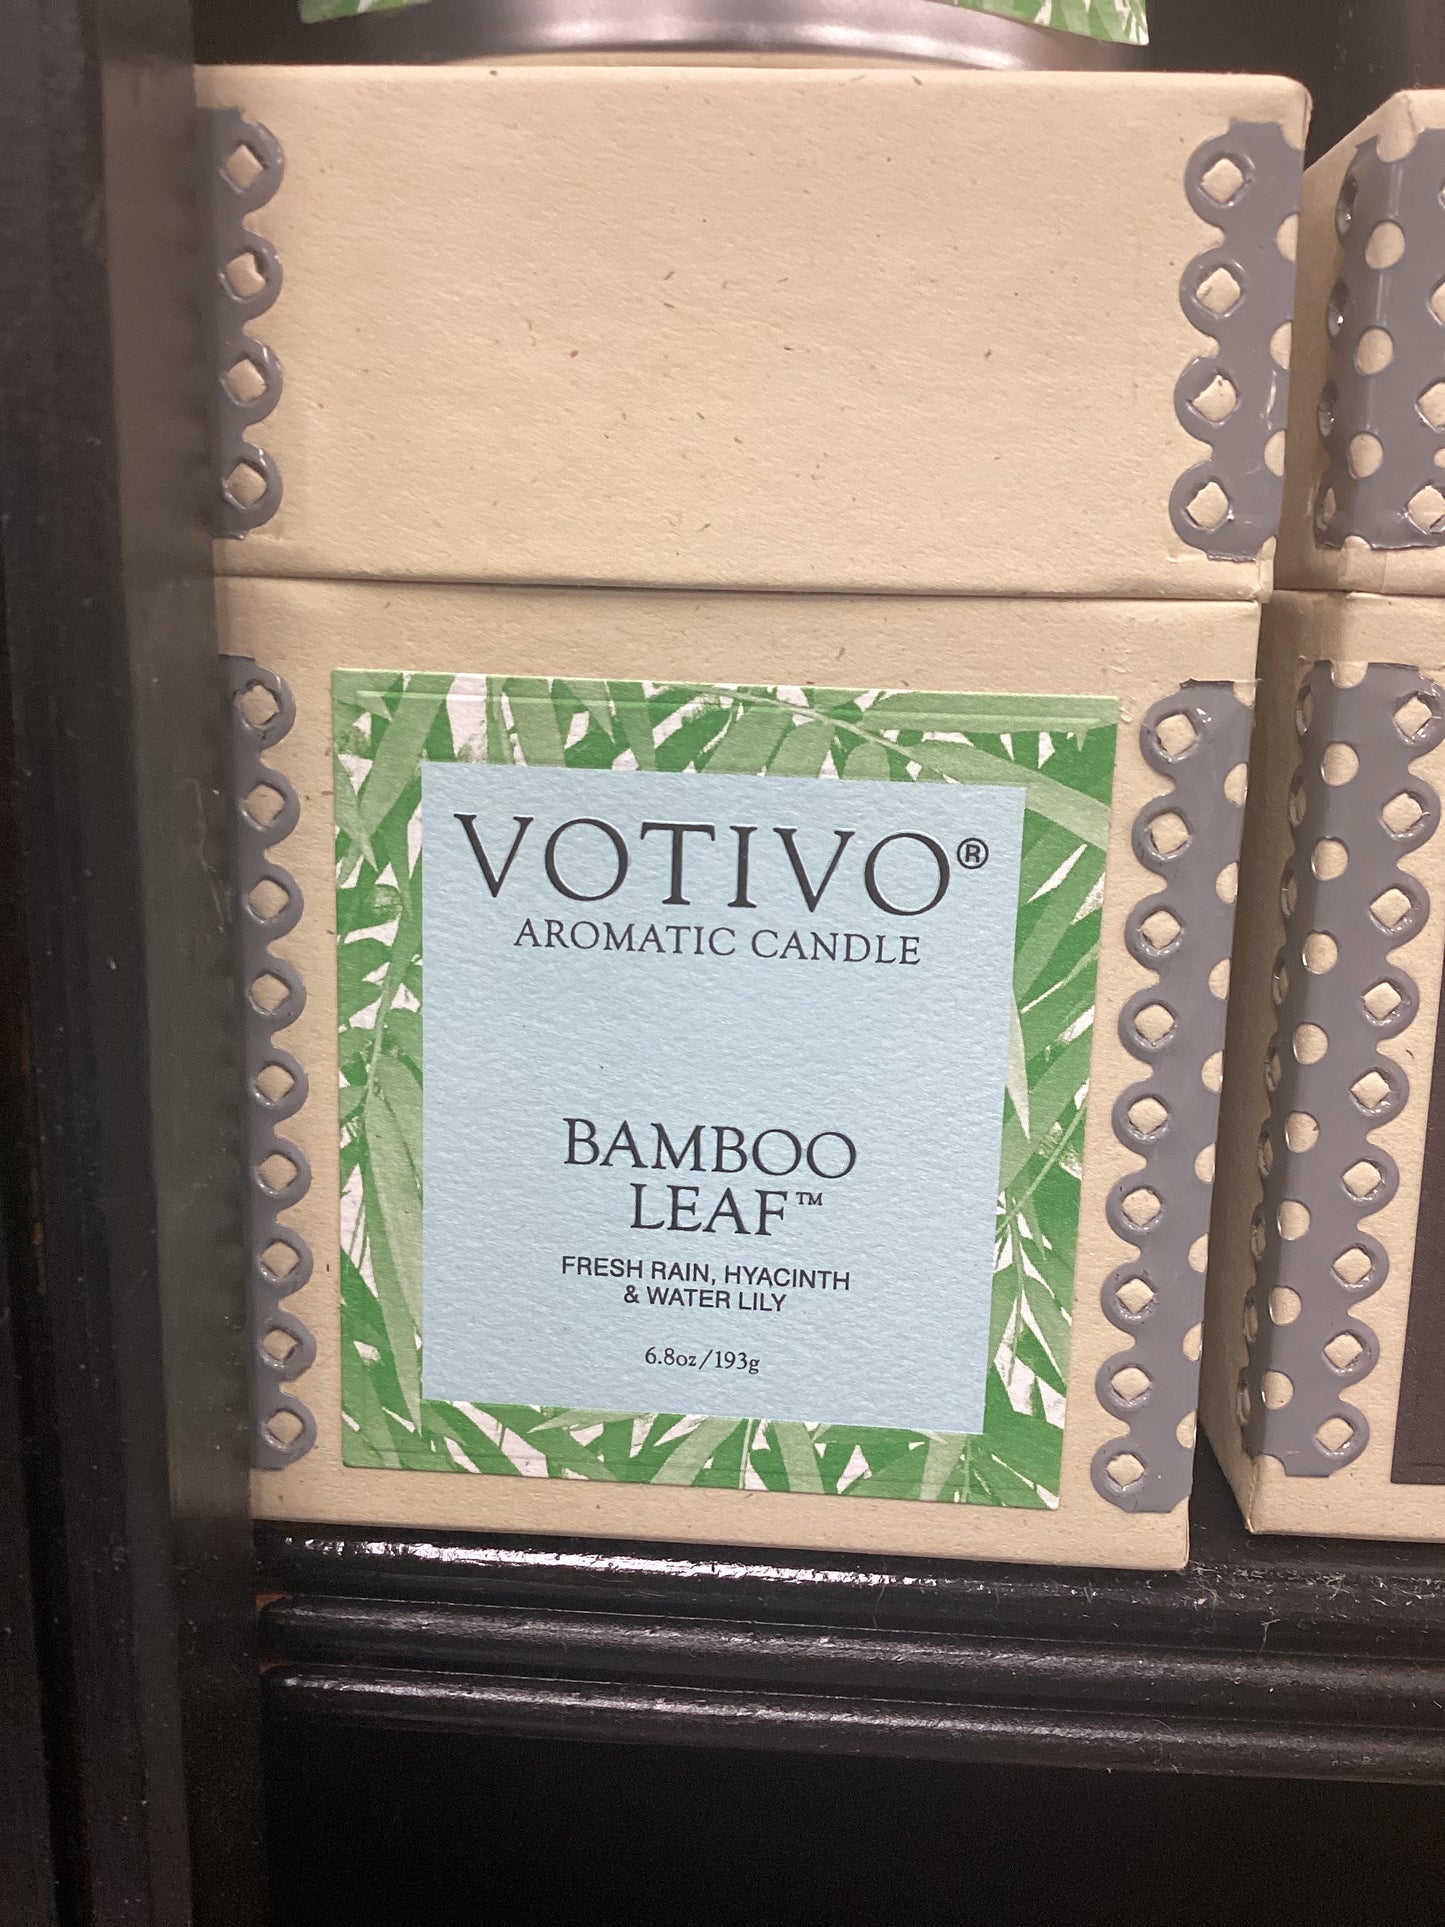 VOTIVO®
AROMATIC CANDLE
BAMBOO
LEAF™
FRESH RAIN, HYACINTH
& WATER LILY
6.8oz/193g